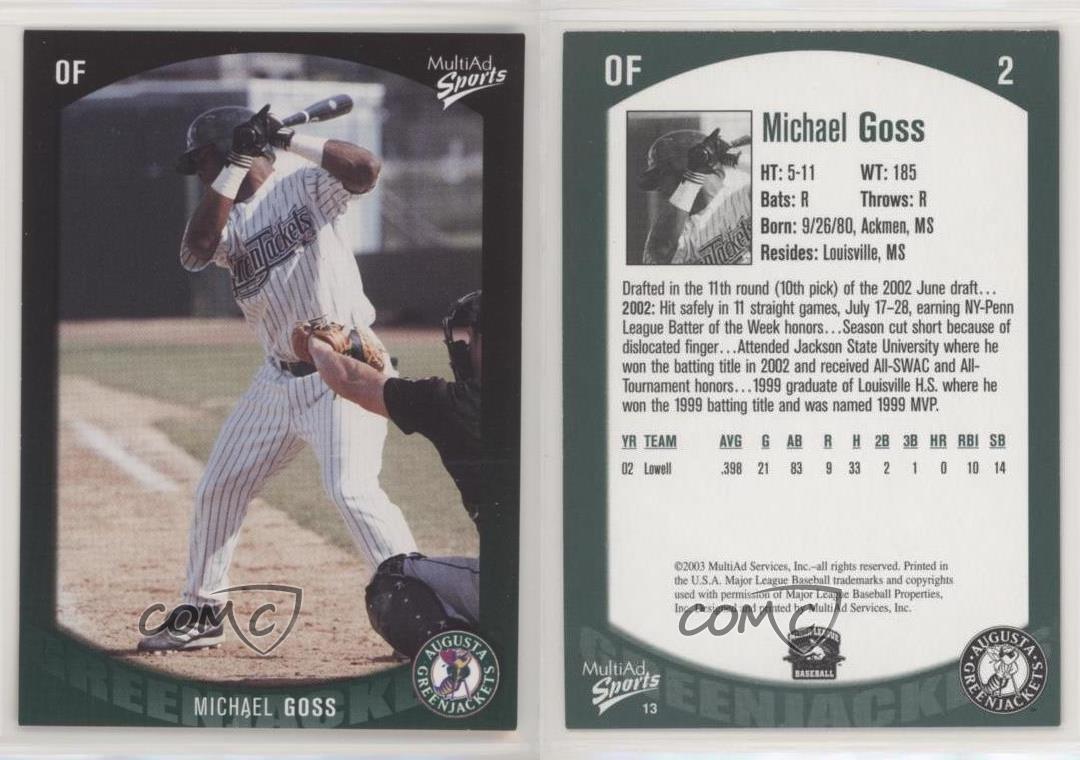 OF
MultiAd
Sports
enJackets
COMC
AUGUSTA
GREENJACKETS
GREENJACKE
MICHAEL GOSS
OF
2
Michael Goss
HT: 5-11 WT: 185
Bats: R Throws: R
Born: 9/26/80, Ackmen, MS
Resides: Louisville, MS
Drafted in the 11th round (10th pick) of the 2002 June draft...
2002: Hit safely in 11 straight games, July 17–28, earning NY-Penn
League Batter of the Week honors...Season cut short because of
dislocated finger...Attended Jackson State University where he
won the batting title in 2002 and received All-SWAC and All-
Tournament honors...1999 graduate of Louisville H.S. where he
won the 1999 batting title and was named 1999 MVP.
YR TEAM AVG G AB R H 2B 3B HR RBI SB
02 Lowell .398 21 83 9 33 2 1 0 10 14
©2003 MultiAd Services, Inc.–all rights reserved. Printed in
the U.S.A. Major League Baseball trademarks and copyrights
used with permission of Major League Baseball Properties,
Inc. Designed and printed by MultiAd Services, Inc.
COMC
MINOR LEAGUE
BASEBALL
MultiAd
Sports
13
AUGUSTA
GREENJACKETS